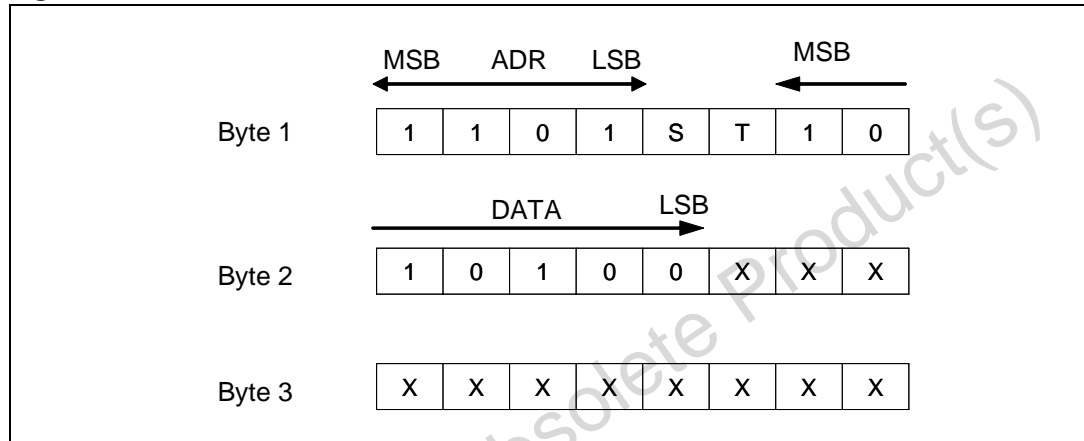 MSB ADR LSB MSB
Byte 1 1 1 0 1 S T 1 0
DATA LSB
Byte 2 1 0 1 0 0 X X X
Byte 3 X X X X X X X X
solete Product(s)